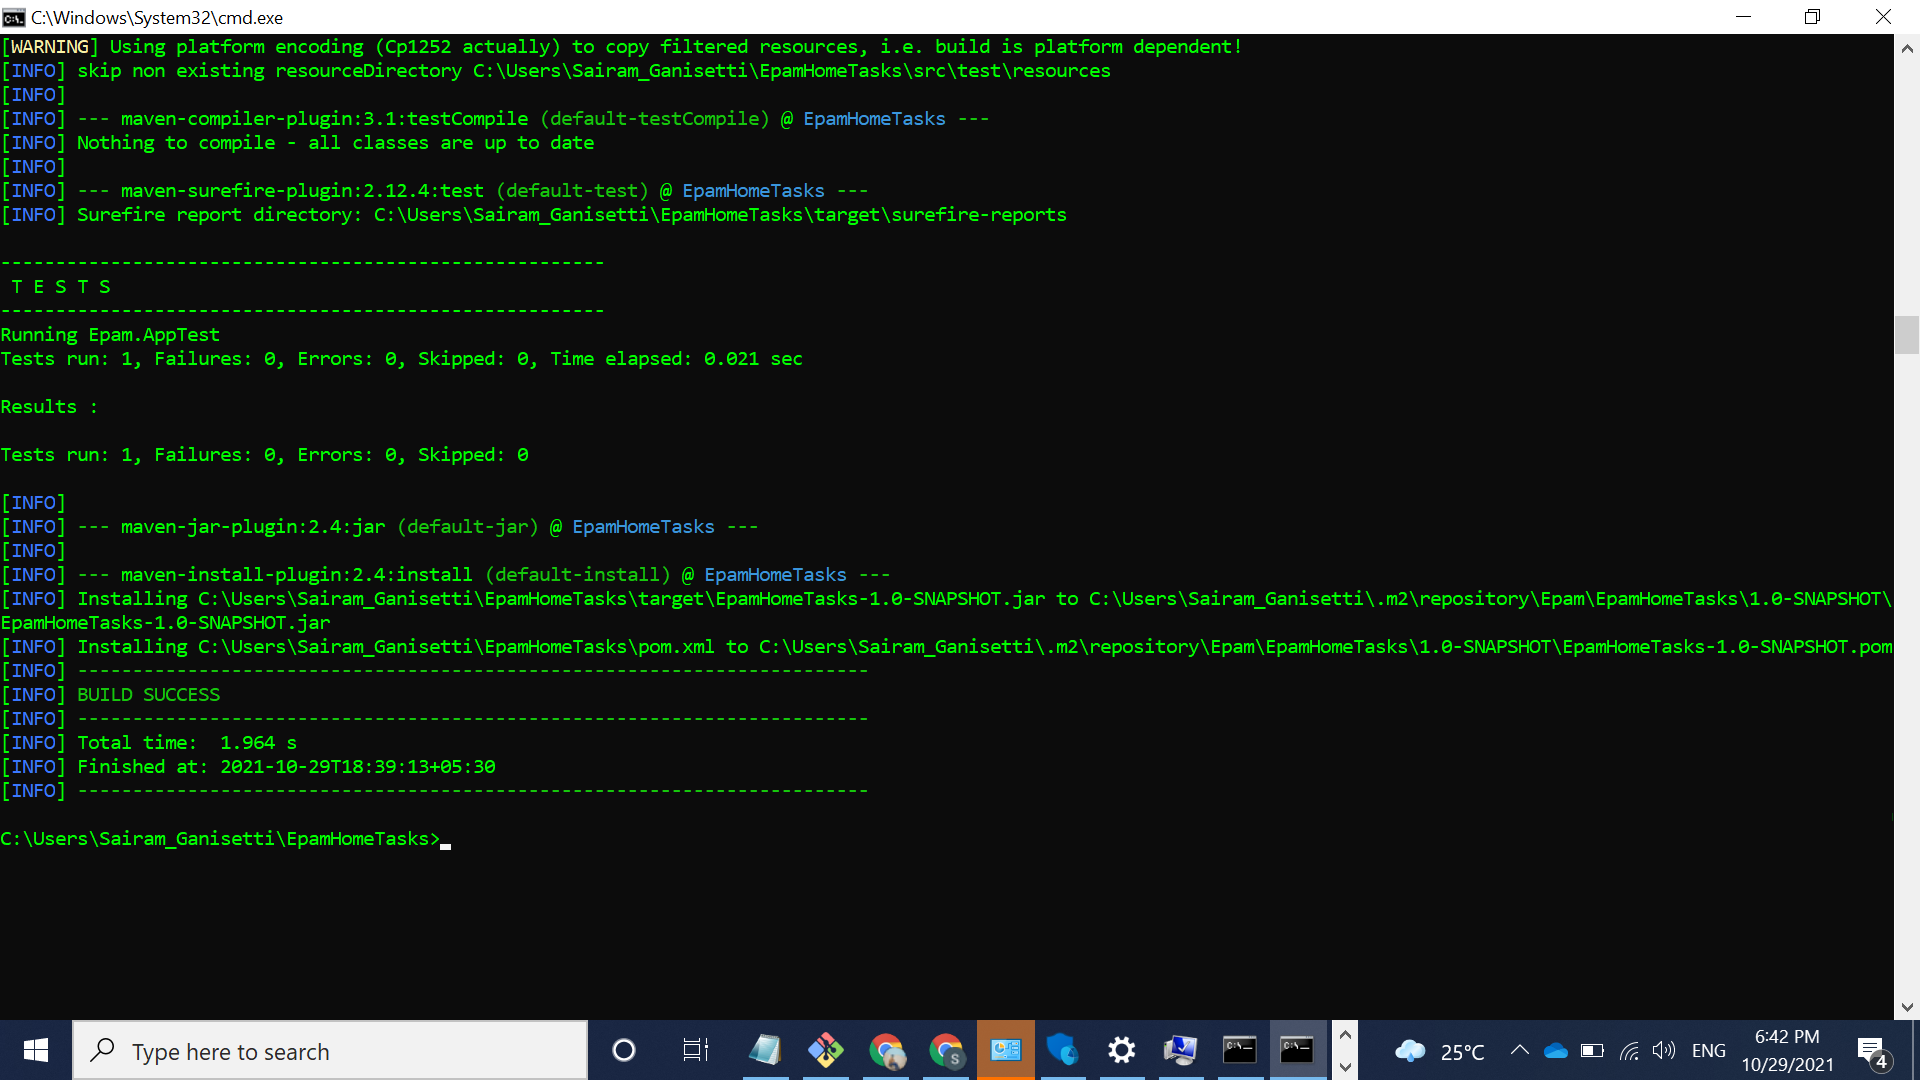 C:\Windows\System32\cmd.exe
[WARNING] Using platform encoding (Cp1252 actually) to copy filtered resources, i.e. build is platform dependent!
[INFO] skip non existing resourceDirectory C:\Users\Sairam_Ganisetti\EpamHomeTasks\src\test\resources
[INFO]
[INFO] --- maven-compiler-plugin:3.1:testCompile (default-testCompile) @ EpamHomeTasks ---
[INFO] Nothing to compile - all classes are up to date
[INFO]
[INFO] --- maven-surefire-plugin:2.12.4:test (default-test) @ EpamHomeTasks ---
[INFO] Surefire report directory: C:\Users\Sairam_Ganisetti\EpamHomeTasks\target\surefire-reports
-------------------------------------------------------
T E S T S
-------------------------------------------------------
Running Epam.AppTest
Tests run: 1, Failures: 0, Errors: 0, Skipped: 0, Time elapsed: 0.021 sec
Results :
Tests run: 1, Failures: 0, Errors: 0, Skipped: 0
[INFO]
[INFO] --- maven-jar-plugin:2.4:jar (default-jar) @ EpamHomeTasks ---
[INFO]
[INFO] --- maven-install-plugin:2.4:install (default-install) @ EpamHomeTasks ---
[INFO] Installing C:\Users\Sairam_Ganisetti\EpamHomeTasks\target\EpamHomeTasks-1.0-SNAPSHOT.jar to C:\Users\Sairam_Ganisetti\.m2\repository\Epam\EpamHomeTasks\1.0-SNAPSHOT\
EpamHomeTasks-1.0-SNAPSHOT.jar
[INFO] Installing C:\Users\Sairam_Ganisetti\EpamHomeTasks\pom.xml to C:\Users\Sairam_Ganisetti\.m2\repository\Epam\EpamHomeTasks\1.0-SNAPSHOT\EpamHomeTasks-1.0-SNAPSHOT.pom
[INFO] ------------------------------------------------------------------------
[INFO] BUILD SUCCESS
[INFO] ------------------------------------------------------------------------
[INFO] Total time:  1.964 s
[INFO] Finished at: 2021-10-29T18:39:13+05:30
[INFO] ------------------------------------------------------------------------
C:\Users\Sairam_Ganisetti\EpamHomeTasks>
Type here to search
S
25°C
ENG
6:42 PM
10/29/2021
4